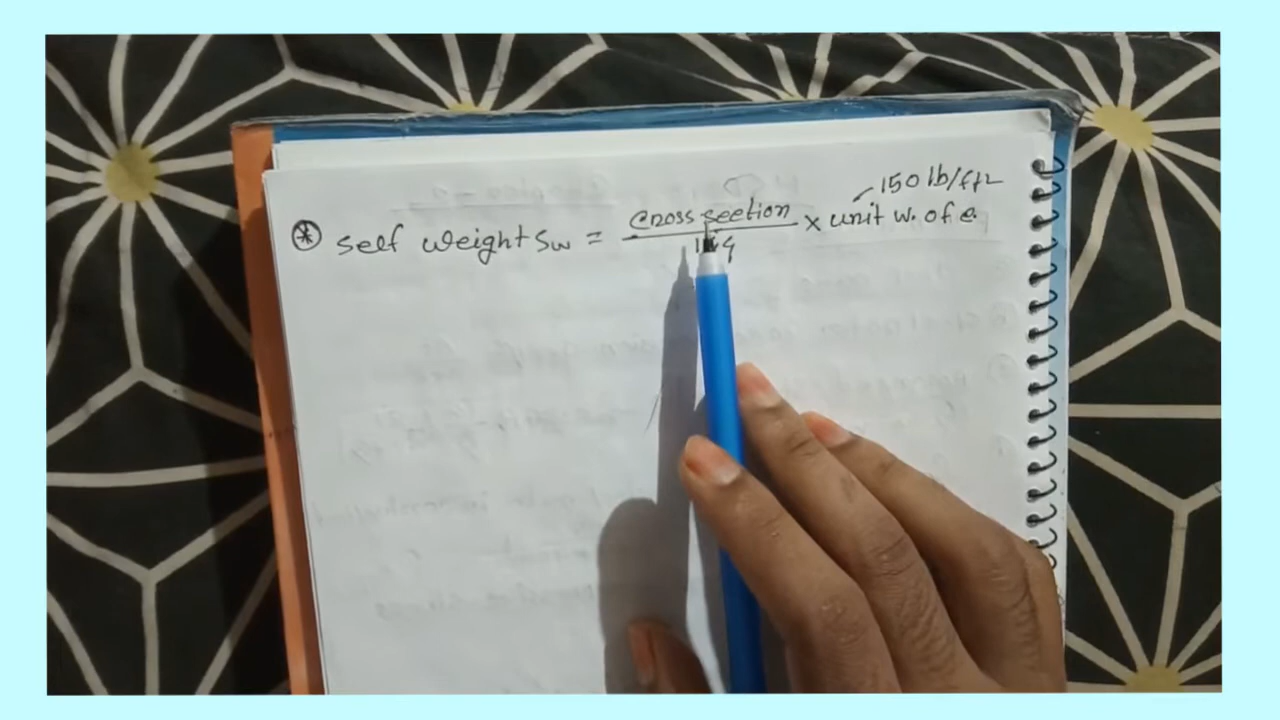 150 lb/ft2
* self weight Sw = cross section / 144 x unit w. of c.